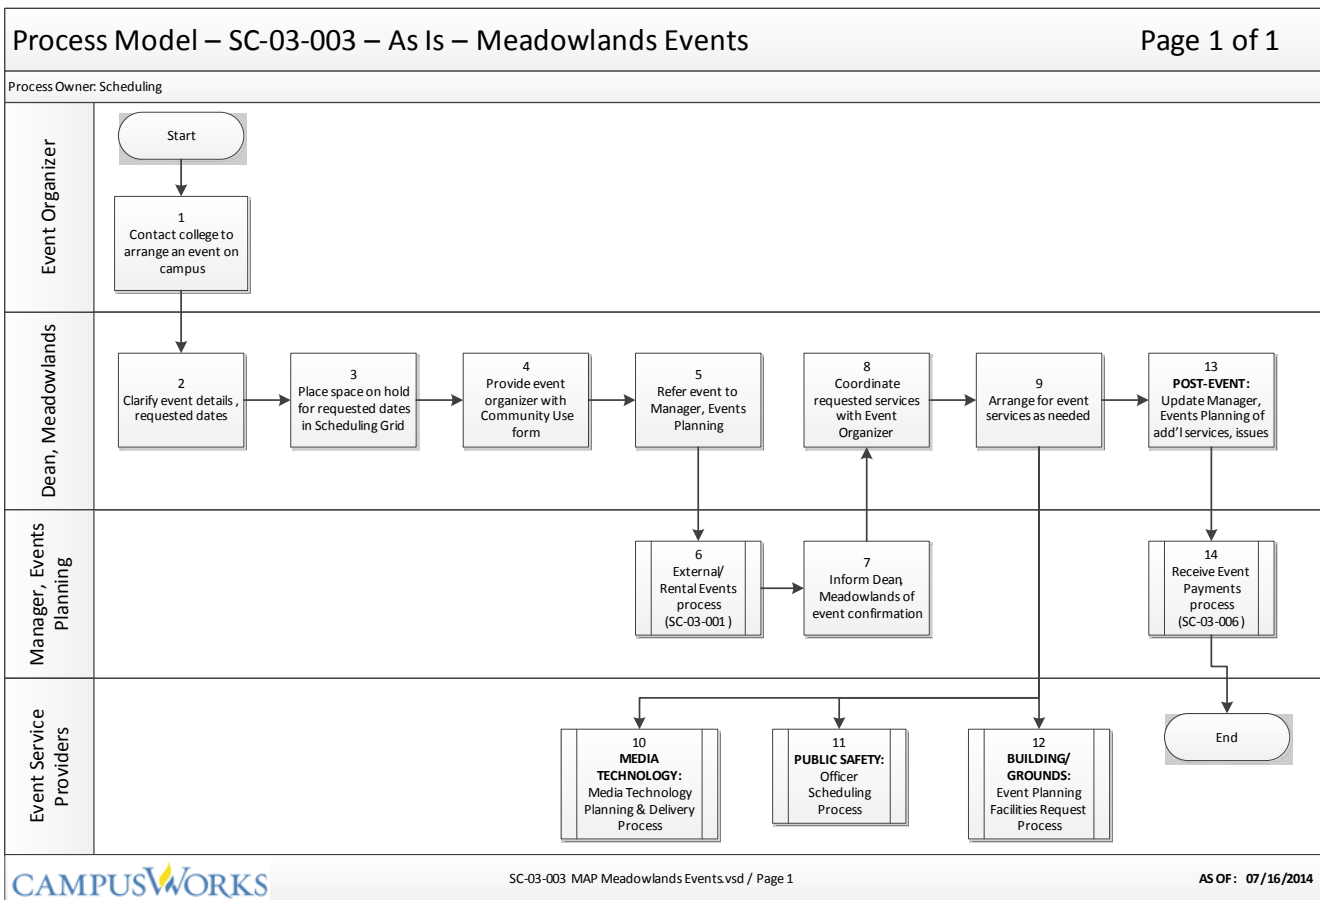 Process Model – SC-03-003 – As Is – Meadowlands Events
Page 1 of 1
Process Owner: Scheduling
Event Organizer
Start
1
Contact college to
arrange an event on
campus
Dean, Meadowlands
2
Clarify event details ,
requested dates
3
Place space on hold
for requested dates
in Scheduling Grid
4
Provide event
organizer with
Community Use
form
5
Refer event to
Manager, Events
Planning
8
Coordinate
requested services
with Event
Organizer
9
Arrange for event
services as needed
13
POST-EVENT:
Update Manager,
Events Planning of
add’l services, issues
Manager, Events
Planning
6
External/
Rental Events
process
(SC-03-001 )
7
Inform Dean,
Meadowlands of
event confirmation
14
Receive Event
Payments
process
(SC-03-006 )
Event Service
Providers
10
MEDIA
TECHNOLOGY:
Media Technology
Planning & Delivery
Process
11
PUBLIC SAFETY:
Officer
Scheduling
Process
12
BUILDING/
GROUNDS:
Event Planning
Facilities Request
Process
End
CAMPUSWORKS
SC-03-003 MAP Meadowlands Events.vsd / Page 1
AS OF: 07/16/2014